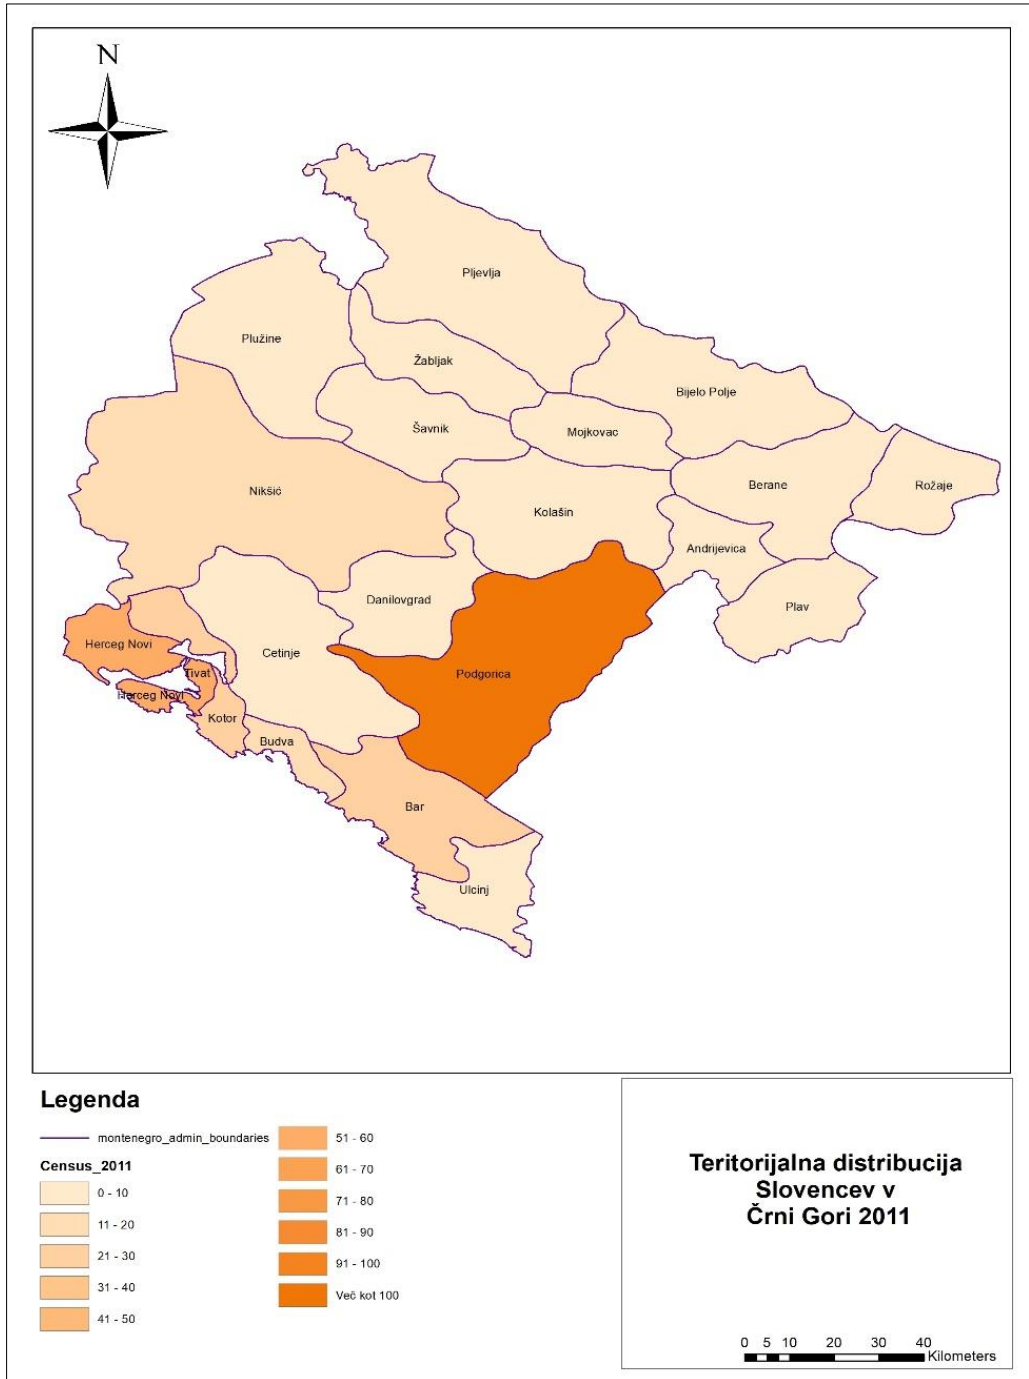 N
Pljevlja
Plužine
Žabljak
Bijelo Polje
Šavnik
Mojkovac
Nikšić
Berane
Rožaje
Kolašin
Andrijevica
Danilovgrad
Plav
Herceg Novi
Cetinje
Tivat
Podgorica
Herceg Novi
Kotor
Budva
Bar
Ulcinj
Legenda
montenegro_admin_boundaries
Census_2011
0 - 10
11 - 20
21 - 30
31 - 40
41 - 50
51 - 60
61 - 70
71 - 80
81 - 90
91 - 100
Več kot 100
Teritorijalna distribucija
Slovencev v
Črni Gori 2011
0 5 10 20 30 40
Kilometers